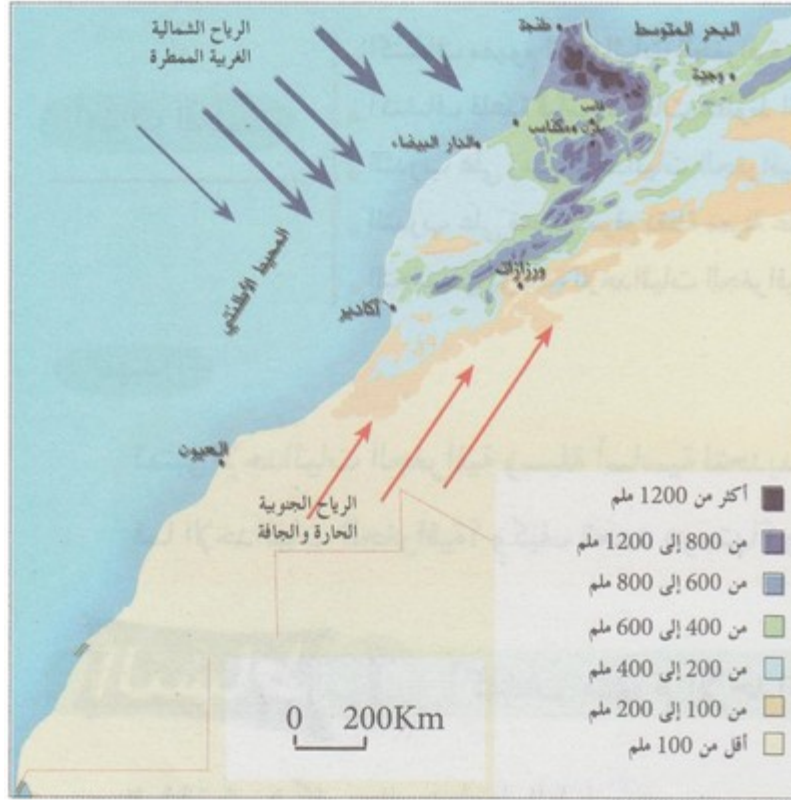 الرياح الشمالية
الغربية الممطرة
البحر المتوسط
طنجة
وجدة
فاس
مكناس
الدار البيضاء
المحيط الأطلنتي
ورزازات
أكادير
العيون
الرياح الجنوبية
الحارة والجافة
أكثر من 1200 ملم
من 800 إلى 1200 ملم
من 600 إلى 800 ملم
من 400 إلى 600 ملم
من 200 إلى 400 ملم
من 100 إلى 200 ملم
أقل من 100 ملم
0 200Km